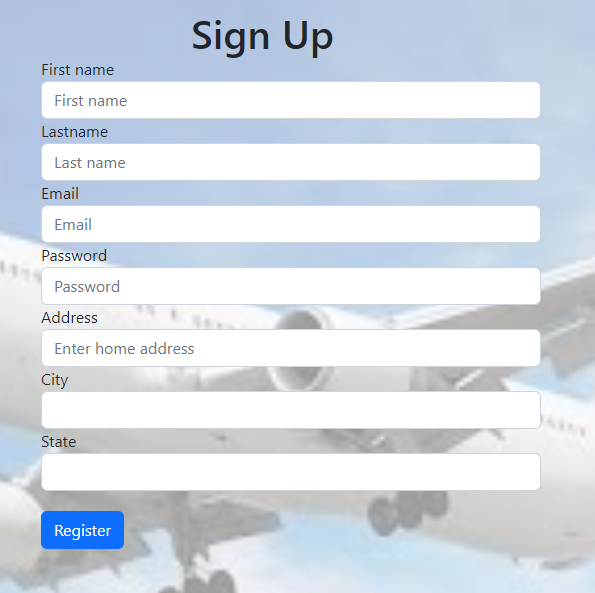 Sign Up
First name
First name
Lastname
Last name
Email
Email
Password
Password
Address
Enter home address
City
State
Register